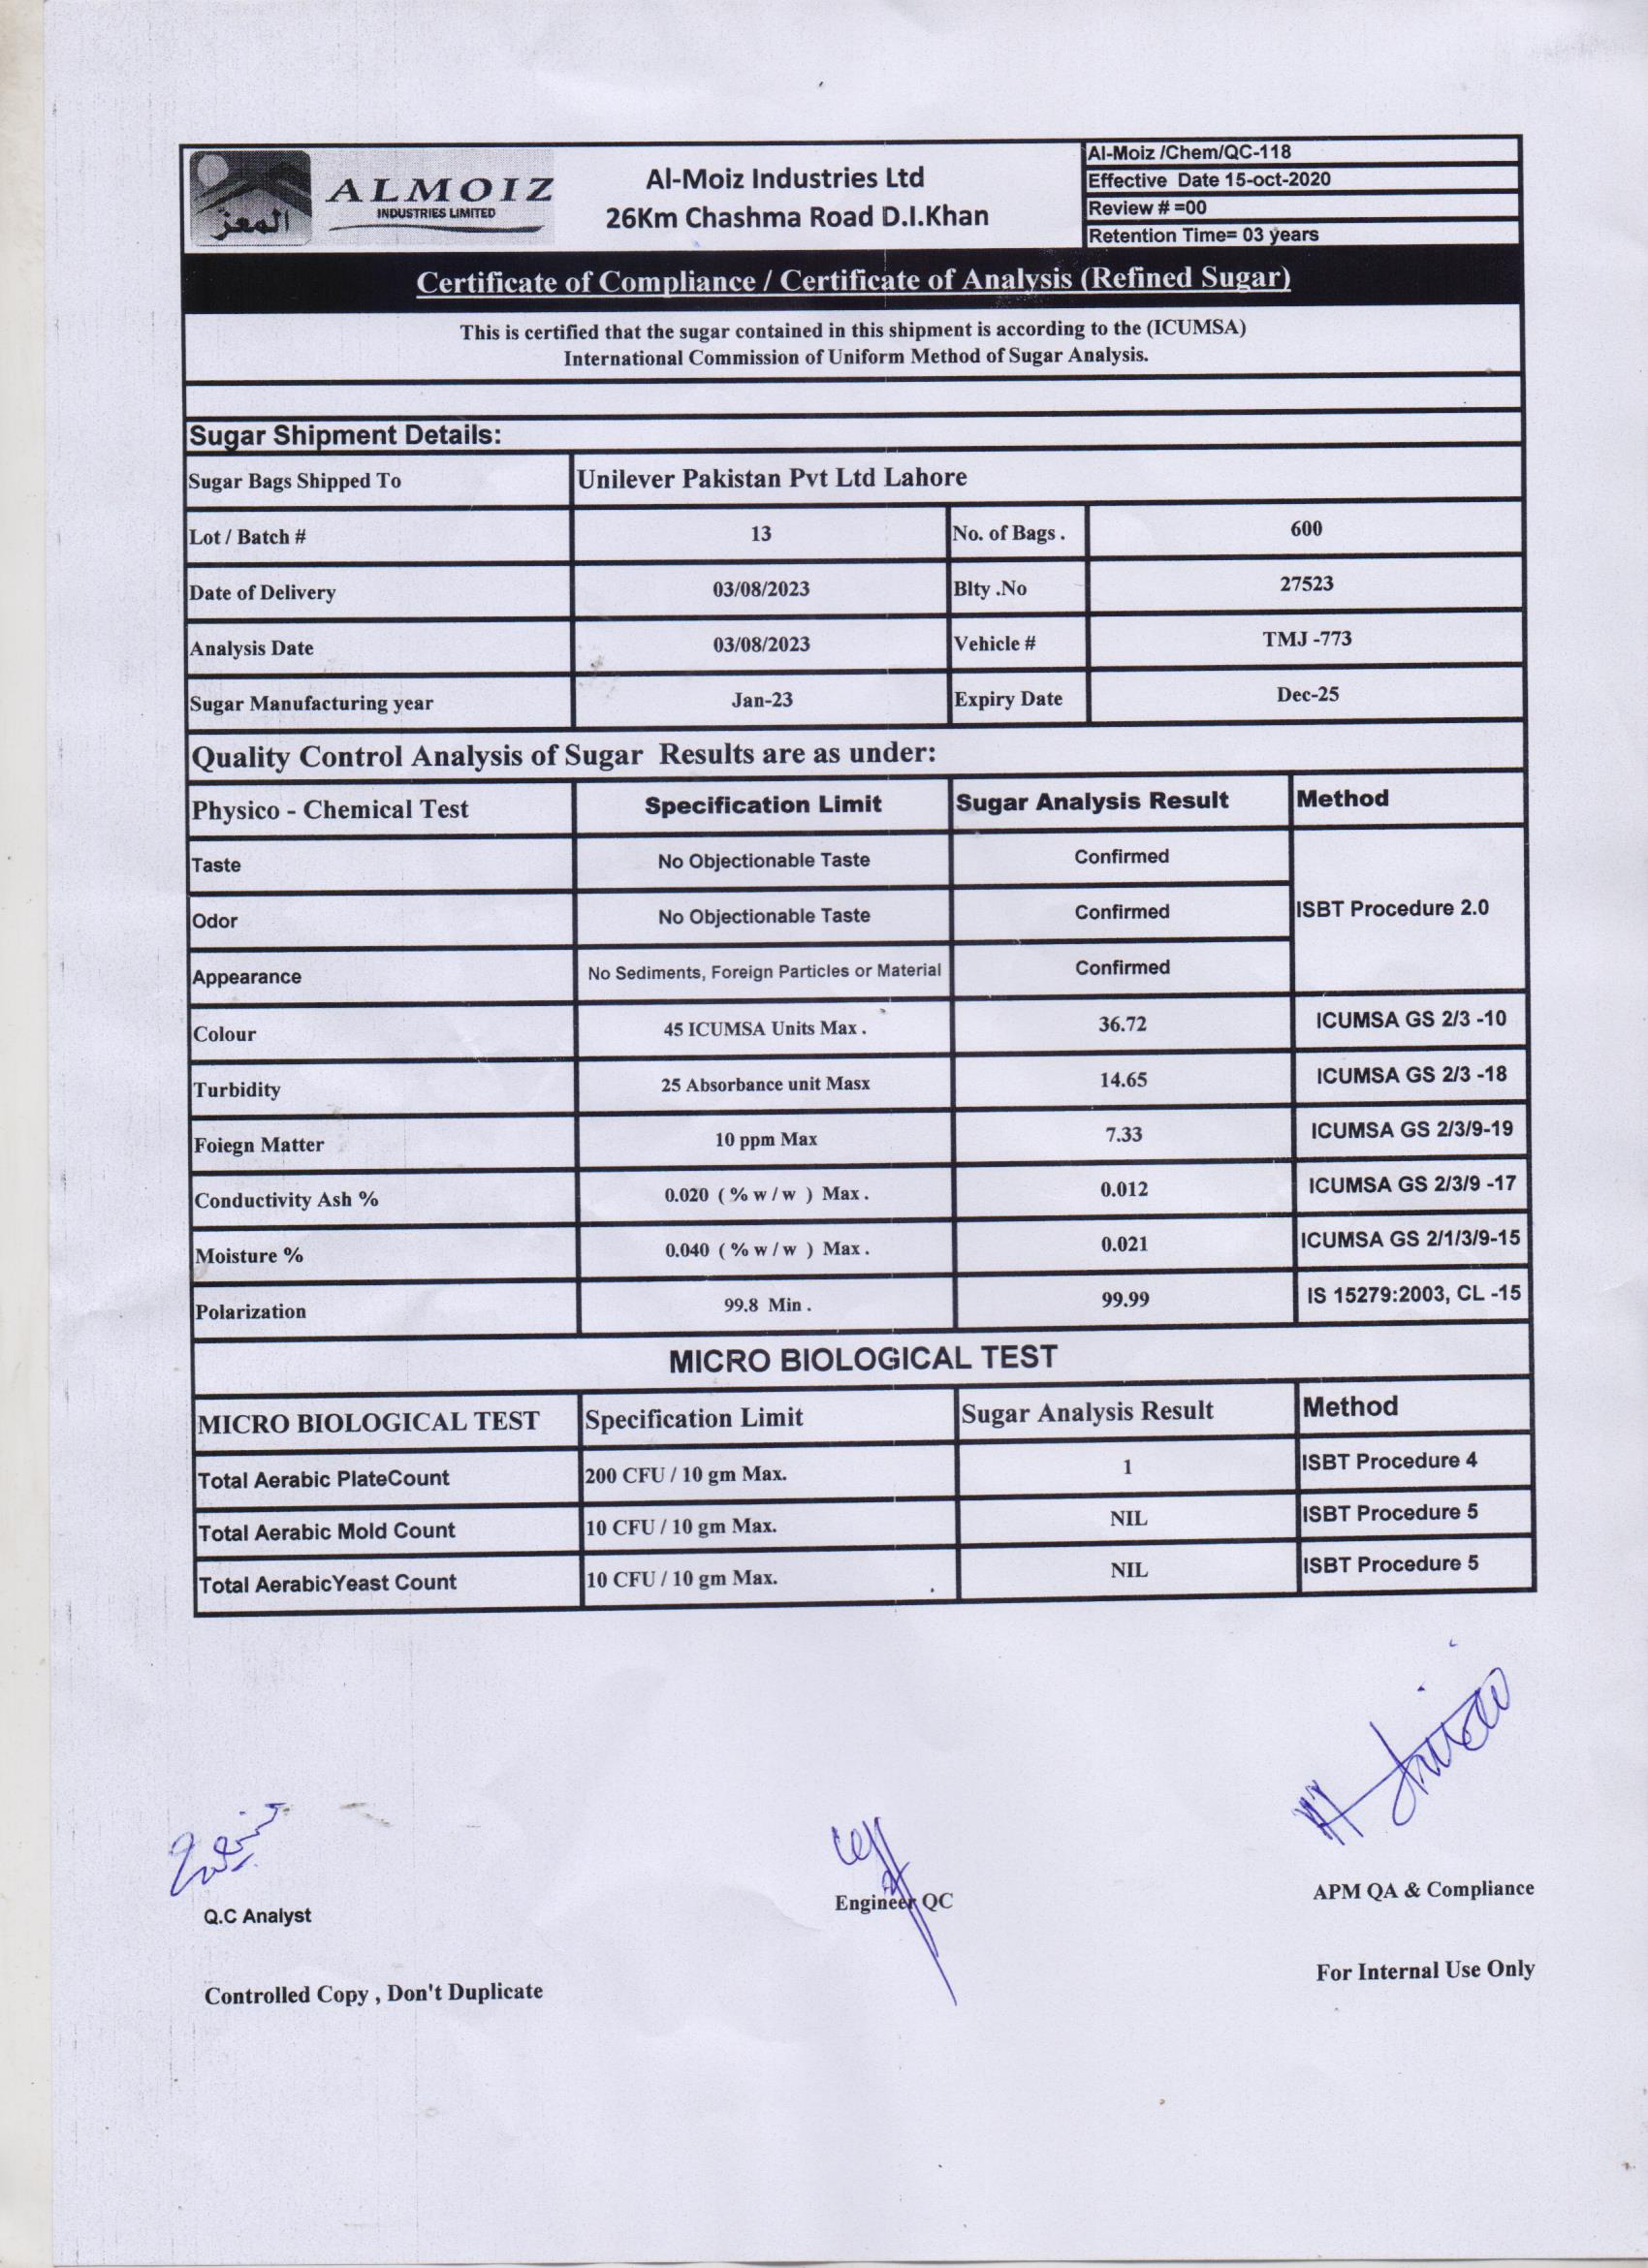 المعز
ALMOIZ
INDUSTRIES LIMITED
Al-Moiz Industries Ltd
26Km Chashma Road D.I.Khan
Al-Moiz /Chem/QC-118
Effective Date 15-oct-2020
Review # =00
Retention Time= 03 years
Certificate of Compliance / Certificate of Analysis (Refined Sugar)
This is certified that the sugar contained in this shipment is according to the (ICUMSA)
International Commission of Uniform Method of Sugar Analysis.
Sugar Shipment Details:
Sugar Bags Shipped To Unilever Pakistan Pvt Ltd Lahore
Lot / Batch # 13 No. of Bags . 600
Date of Delivery 03/08/2023 Blty .No 27523
Analysis Date 03/08/2023 Vehicle # TMJ -773
Sugar Manufacturing year Jan-23 Expiry Date Dec-25
Quality Control Analysis of Sugar Results are as under:
Physico - Chemical Test Specification Limit Sugar Analysis Result Method
Taste No Objectionable Taste Confirmed
Odor No Objectionable Taste Confirmed ISBT Procedure 2.0
Appearance No Sediments, Foreign Particles or Material Confirmed
Colour 45 ICUMSA Units Max . 36.72 ICUMSA GS 2/3 -10
Turbidity 25 Absorbance unit Masx 14.65 ICUMSA GS 2/3 -18
Foiegn Matter 10 ppm Max 7.33 ICUMSA GS 2/3/9-19
Conductivity Ash % 0.020 ( % w / w ) Max . 0.012 ICUMSA GS 2/3/9 -17
Moisture % 0.040 ( % w / w ) Max . 0.021 ICUMSA GS 2/1/3/9-15
Polarization 99.8 Min . 99.99 IS 15279:2003, CL -15
MICRO BIOLOGICAL TEST
MICRO BIOLOGICAL TEST Specification Limit Sugar Analysis Result Method
Total Aerabic PlateCount 200 CFU / 10 gm Max. 1 ISBT Procedure 4
Total Aerabic Mold Count 10 CFU / 10 gm Max. NIL ISBT Procedure 5
Total AerabicYeast Count 10 CFU / 10 gm Max. NIL ISBT Procedure 5
Q.C Analyst Engineer QC APM QA & Compliance
Controlled Copy , Don't Duplicate For Internal Use Only